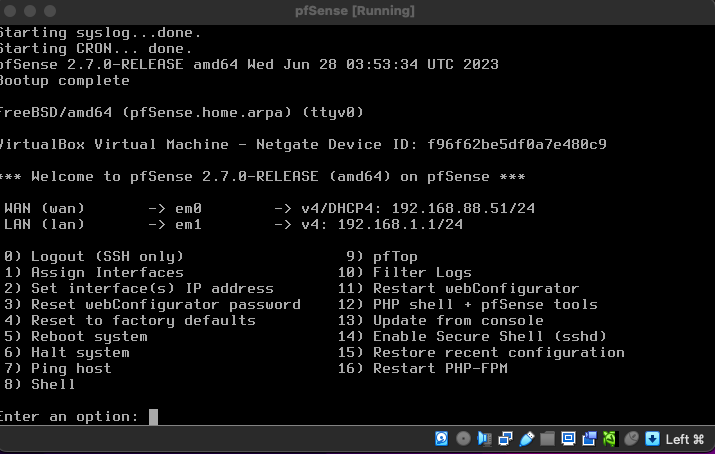 pfSense [Running]
Starting syslog...done.
Starting CRON... done.
pfSense 2.7.0-RELEASE amd64 Wed Jun 28 03:53:34 UTC 2023
Bootup complete
FreeBSD/amd64 (pfSense.home.arpa) (ttyv0)
VirtualBox Virtual Machine - Netgate Device ID: f96f62be5df0a7e480c9
*** Welcome to pfSense 2.7.0-RELEASE (amd64) on pfSense ***
WAN (wan) -> em0 -> v4/DHCP4: 192.168.88.51/24
LAN (lan) -> em1 -> v4: 192.168.1.1/24
0) Logout (SSH only) 9) pfTop
1) Assign Interfaces 10) Filter Logs
2) Set interface(s) IP address 11) Restart webConfigurator
3) Reset webConfigurator password 12) PHP shell + pfSense tools
4) Reset to factory defaults 13) Update from console
5) Reboot system 14) Enable Secure Shell (sshd)
6) Halt system 15) Restore recent configuration
7) Ping host 16) Restart PHP-FPM
8) Shell
Enter an option:
Left ⌘